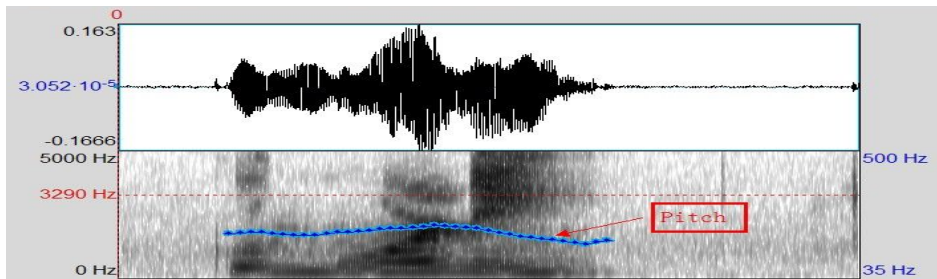 0
0.163
3.052·10⁻⁵
-0.1666
5000 Hz 500 Hz
3290 Hz
Pitch
0 Hz 35 Hz